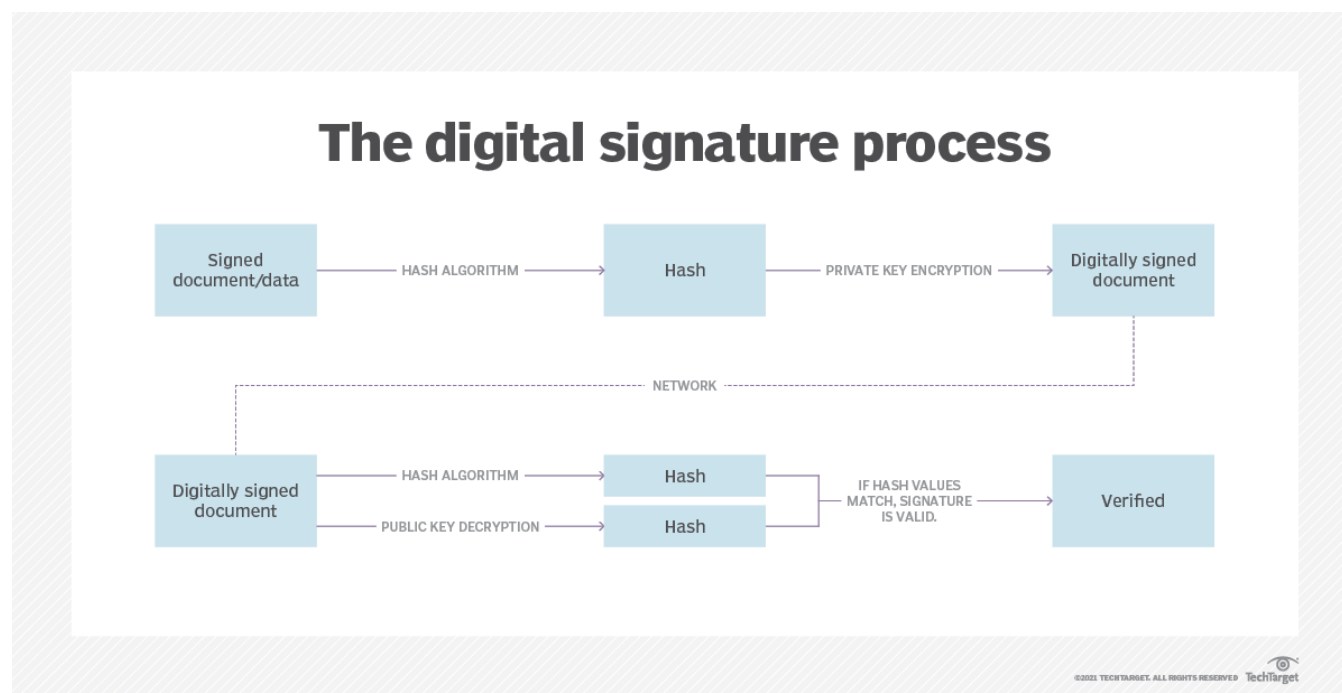 The digital signature process
Signed
document/data
HASH ALGORITHM
Hash
PRIVATE KEY ENCRYPTION
Digitally signed
document
NETWORK
Digitally signed
document
HASH ALGORITHM
Hash
PUBLIC KEY DECRYPTION
Hash
IF HASH VALUES
MATCH, SIGNATURE
IS VALID.
Verified
©2021 TECHTARGET. ALL RIGHTS RESERVED
TechTarget